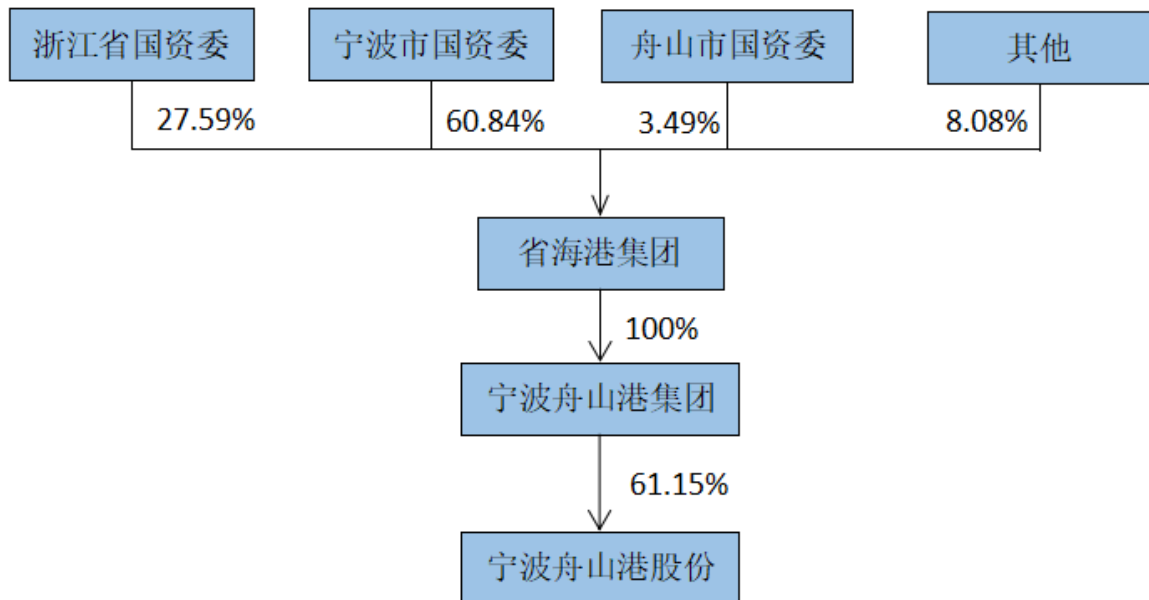 浙江省国资委
宁波市国资委
舟山市国资委
其他
27.59%
60.84%
3.49%
8.08%
省海港集团
100%
宁波舟山港集团
61.15%
宁波舟山港股份